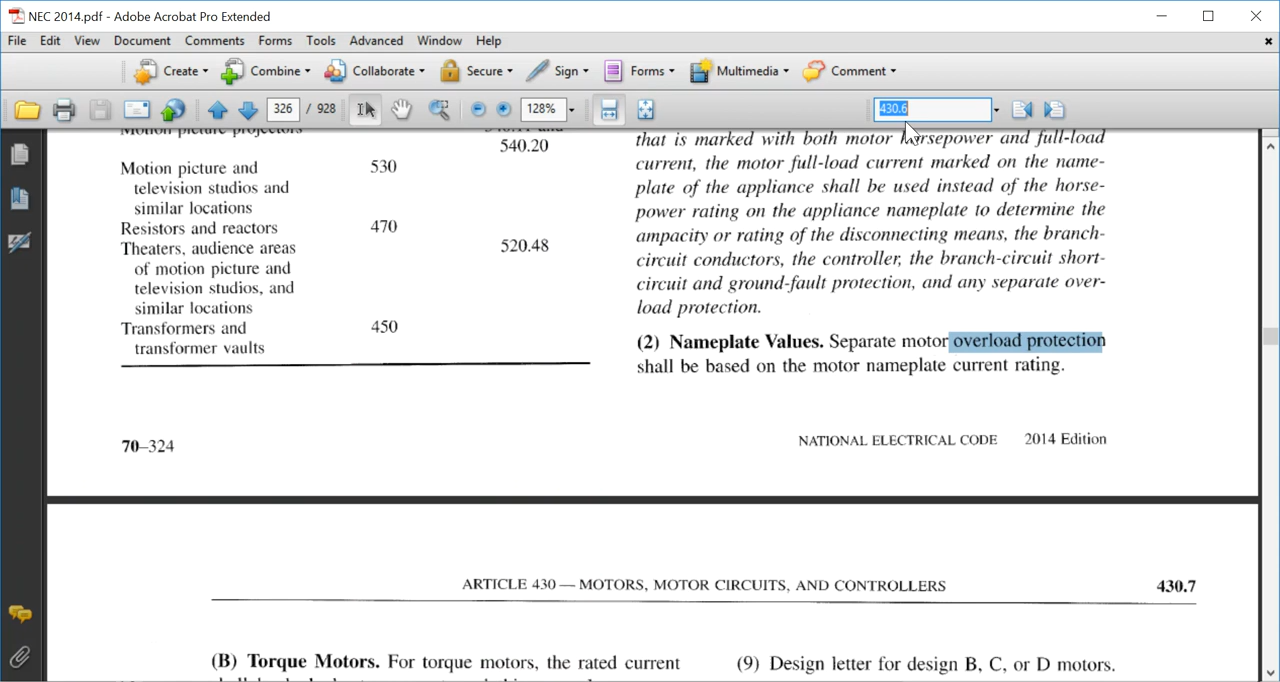 NEC 2014.pdf - Adobe Acrobat Pro Extended
File Edit View Document Comments Forms Tools Advanced Window Help
Create Combine Collaborate Secure Sign Forms Multimedia Comment
326 / 928 128% 430.6
Motion picture projectors 540.11 and
540.20
Motion picture and 530
television studios and
similar locations
Resistors and reactors 470
Theaters, audience areas 520.48
of motion picture and
television studios, and
similar locations
Transformers and 450
transformer vaults
70–324
that is marked with both motor horsepower and full-load
current, the motor full-load current marked on the name-
plate of the appliance shall be used instead of the horse-
power rating on the appliance nameplate to determine the
ampacity or rating of the disconnecting means, the branch-
circuit conductors, the controller, the branch-circuit short-
circuit and ground-fault protection, and any separate over-
load protection.
(2) Nameplate Values. Separate motor overload protection
shall be based on the motor nameplate current rating.
NATIONAL ELECTRICAL CODE 2014 Edition
ARTICLE 430 — MOTORS, MOTOR CIRCUITS, AND CONTROLLERS 430.7
(B) Torque Motors. For torque motors, the rated current
(9) Design letter for design B, C, or D motors.